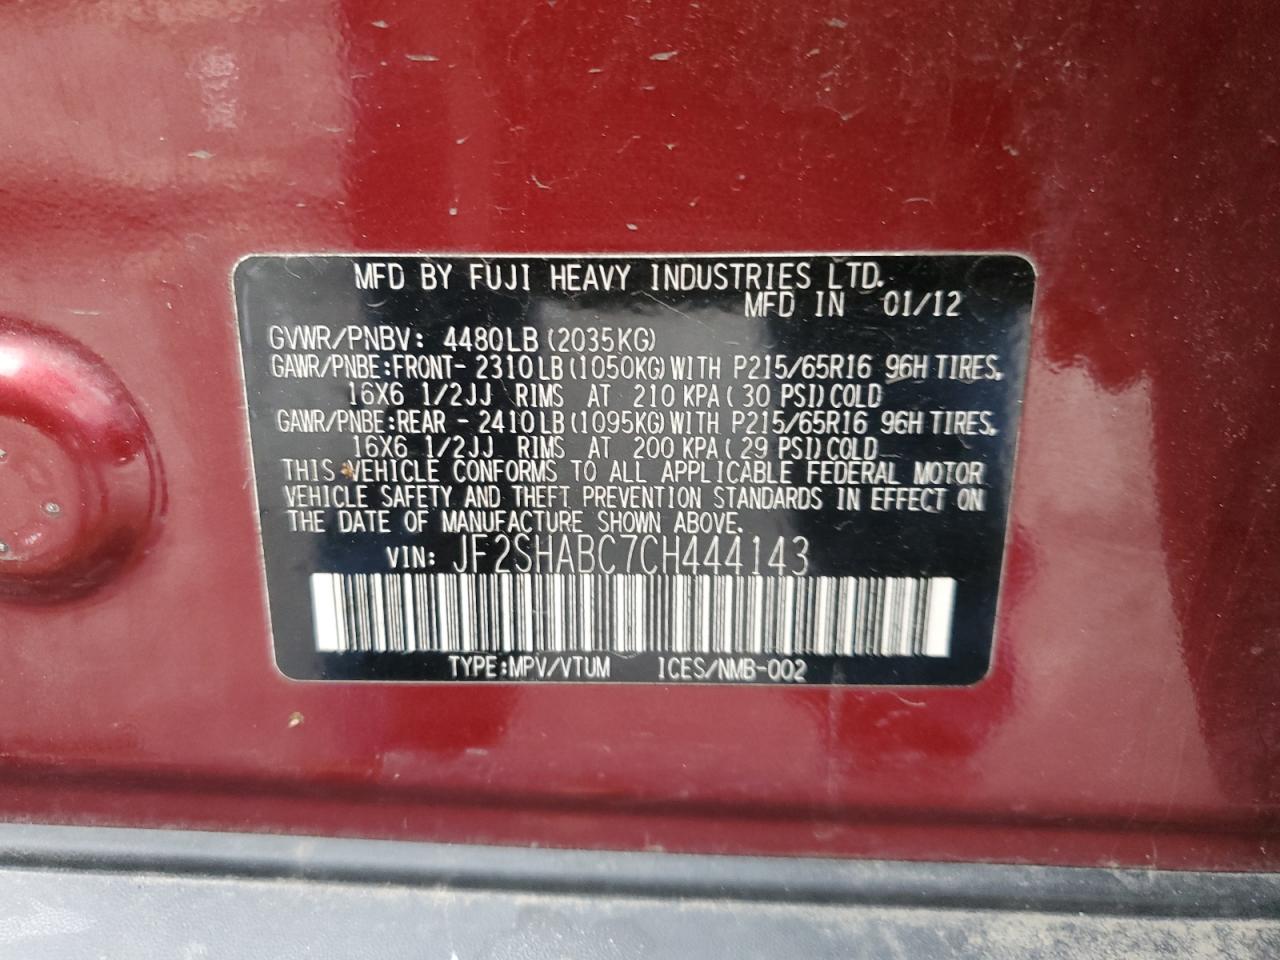 MFD BY FUJI HEAVY INDUSTRIES LTD.
MFD IN 01/12
GVWR/PNBV: 4480LB(2035KG)
GAWR/PNBE:FRONT- 2310LB(1050KG)WITH P215/65R16 96H TIRES,
16X6 1/2JJ RIMS AT 210 KPA(30 PSI)COLD
GAWR/PNBE:REAR - 2410LB(1095KG)WITH P215/65R16 96H TIRES,
16X6 1/2JJ RIMS AT 200 KPA(29 PSI)COLD
THIS VEHICLE CONFORMS TO ALL APPLICABLE FEDERAL MOTOR
VEHICLE SAFETY AND THEFT PREVENTION STANDARDS IN EFFECT ON
THE DATE OF MANUFACTURE SHOWN ABOVE.
VIN: JF2SHABC7CH444143
TYPE:MPV/VTUM ICES/NMB-002